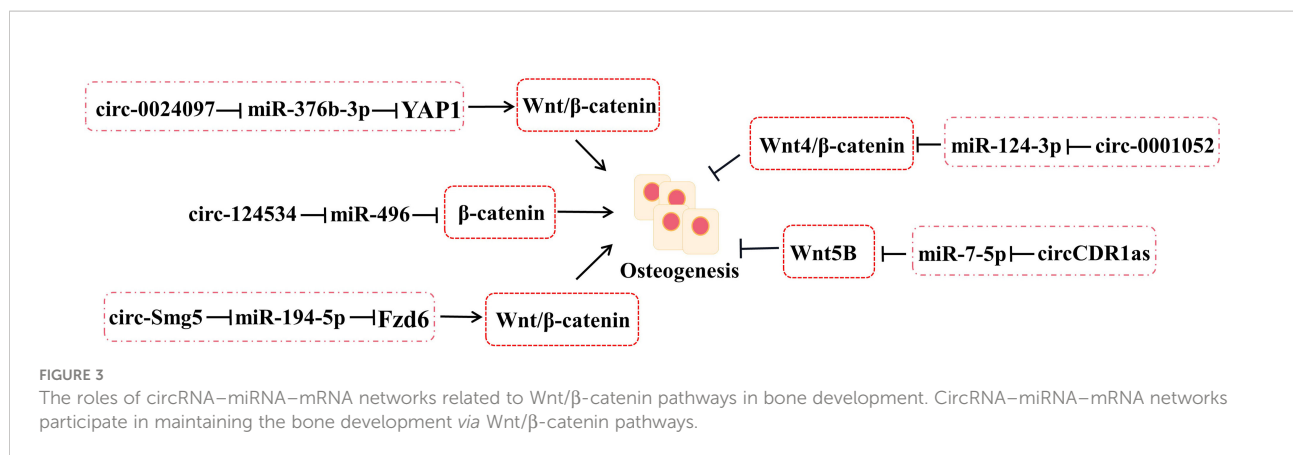 circ-0024097 miR-376b-3p YAP1 Wnt/β-catenin
Wnt4/β-catenin miR-124-3p circ-0001052
circ-124534 miR-496 β-catenin
Osteogenesis
Wnt5B miR-7-5p circCDR1as
circ-Smg5 miR-194-5p Fzd6 Wnt/β-catenin
FIGURE 3
The roles of circRNA–miRNA–mRNA networks related to Wnt/β-catenin pathways in bone development. CircRNA–miRNA–mRNA networks
participate in maintaining the bone development via Wnt/β-catenin pathways.